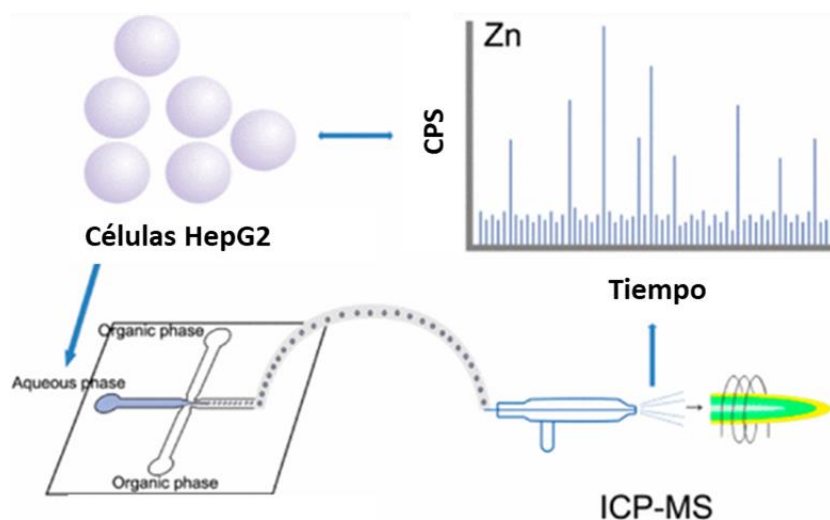 Zn
CPS
Células HepG2
Tiempo
Organic phase
Aqueous phase
Organic phase
ICP-MS